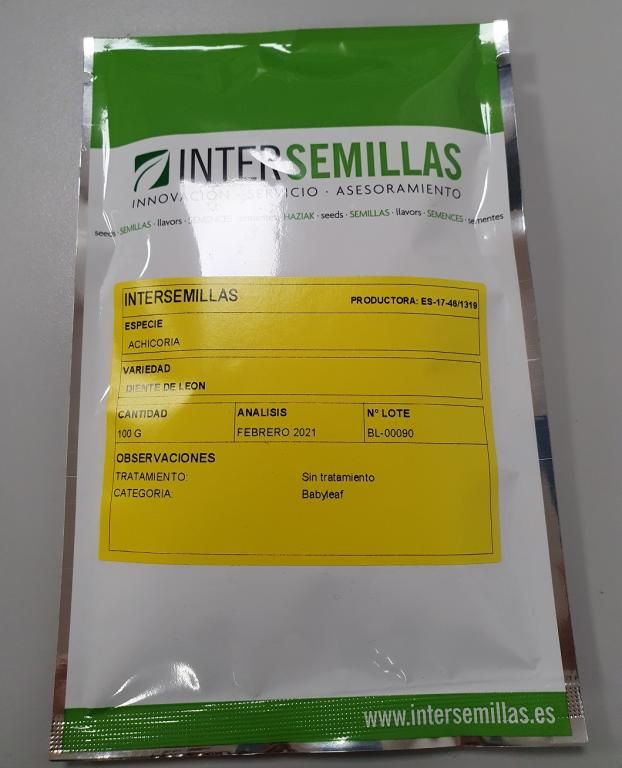 INTERSEMILLAS
INNOVACIÓN · SERVICIO · ASESORAMIENTO
seeds · SEMILLAS · llavors · SEMENCES · sementes HAZIAK · seeds · SEMILLAS · llavors · SEMENCES · sementes
INTERSEMILLAS PRODUCTORA: ES-17-46/1319
ESPECIE
ACHICORIA
VARIEDAD
DIENTE DE LEON
CANTIDAD ANALISIS Nº LOTE
100 G FEBRERO 2021 BL-00090
OBSERVACIONES
TRATAMIENTO: Sin tratamiento
CATEGORIA: Babyleaf
www.intersemillas.es